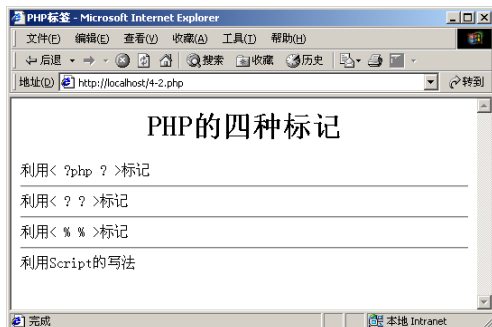 PHP标签 - Microsoft Internet Explorer
文件(F) 编辑(E) 查看(V) 收藏(A) 工具(T) 帮助(H)
后退 搜索 收藏 历史
地址(D) http://localhost/4-2.php 转到
PHP的四种标记
利用< ?php ? >标记
利用< ? ? >标记
利用< % % >标记
利用Script的写法
完成 本地 Intranet